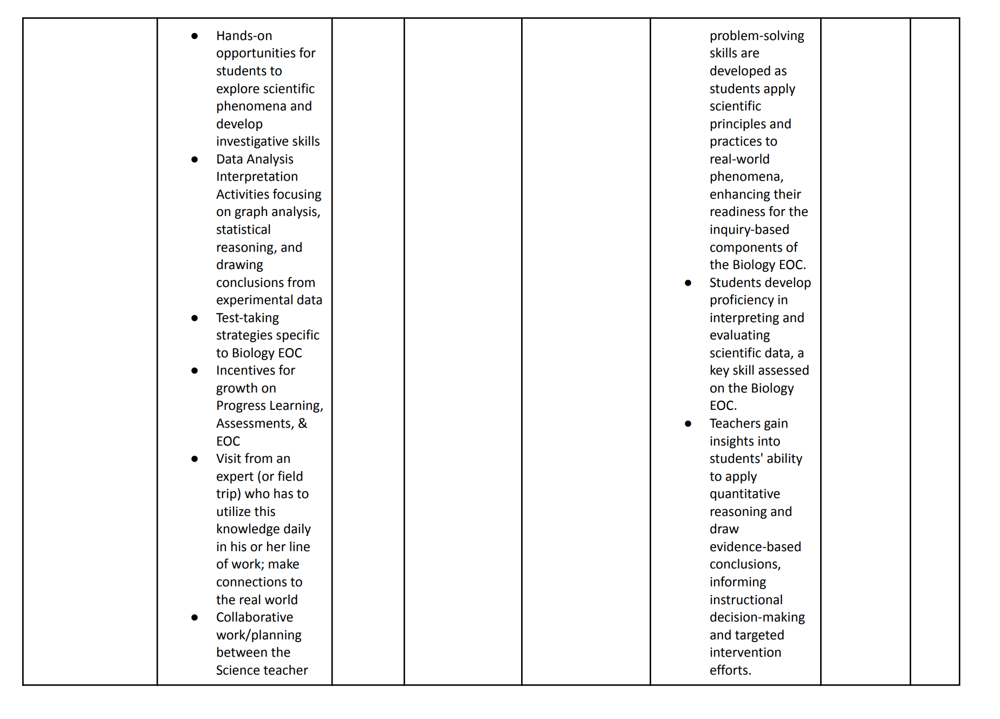 ● Hands-on
opportunities for
students to
explore scientific
phenomena and
develop
investigative skills
● Data Analysis
Interpretation
Activities focusing
on graph analysis,
statistical
reasoning, and
drawing
conclusions from
experimental data
● Test-taking
strategies specific
to Biology EOC
● Incentives for
growth on
Progress Learning,
Assessments, &
EOC
● Visit from an
expert (or field
trip) who has to
utilize this
knowledge daily
in his or her line
of work; make
connections to
the real world
● Collaborative
work/planning
between the
Science teacher
problem-solving
skills are
developed as
students apply
scientific
principles and
practices to
real-world
phenomena,
enhancing their
readiness for the
inquiry-based
components of
the Biology EOC.
● Students develop
proficiency in
interpreting and
evaluating
scientific data, a
key skill assessed
on the Biology
EOC.
● Teachers gain
insights into
students' ability
to apply
quantitative
reasoning and
draw
evidence-based
conclusions,
informing
instructional
decision-making
and targeted
intervention
efforts.